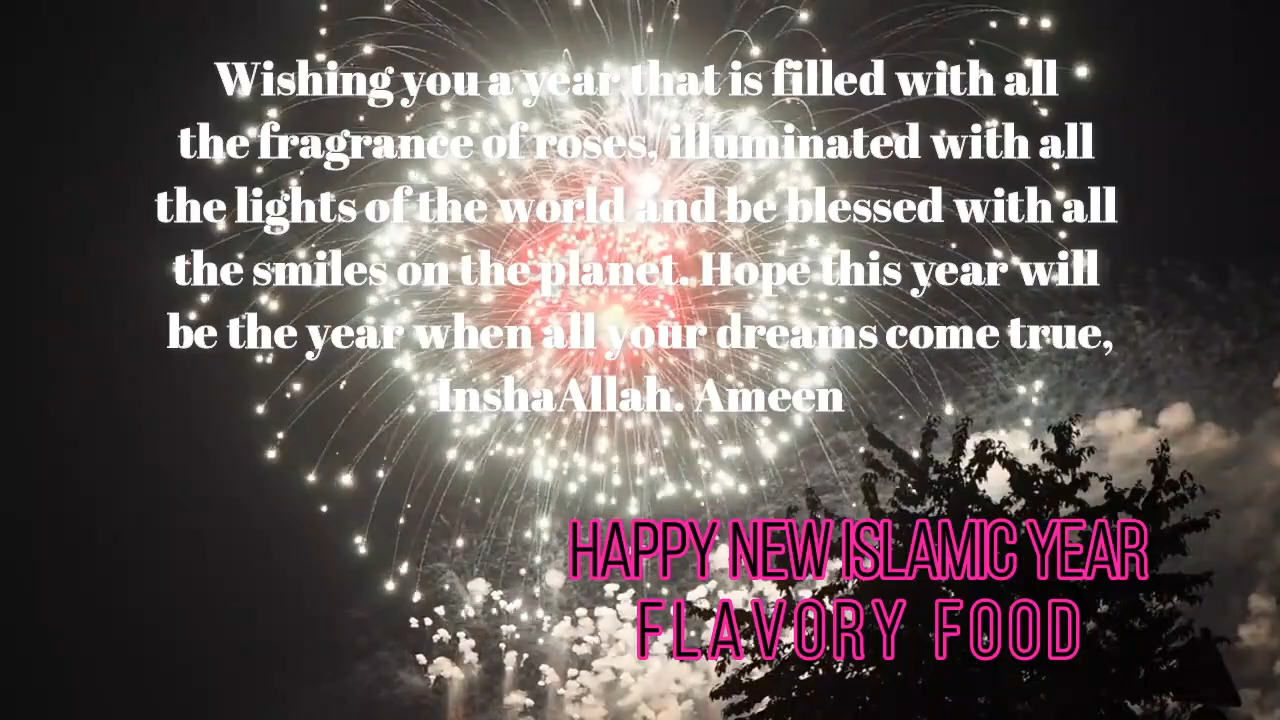 Wishing you a year that is filled with all
the fragrance of roses, illuminated with all
the lights of the world and be blessed with all
the smiles on the planet. Hope this year will
be the year when all your dreams come true,
InshaAllah. Ameen
HAPPY NEW ISLAMIC YEAR
FLAVORY FOOD